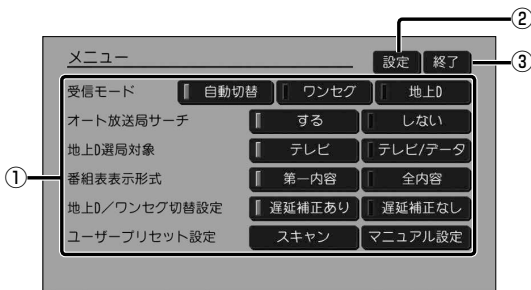 ②
メニュー 設定 終了 ③
受信モード 自動切替 ワンセグ 地上D
オート放送局サーチ する しない
地上D選局対象 テレビ テレビ/データ
① 番組表表示形式 第一内容 全内容
地上D/ワンセグ切替設定 遅延補正あり 遅延補正なし
ユーザープリセット設定 スキャン マニュアル設定